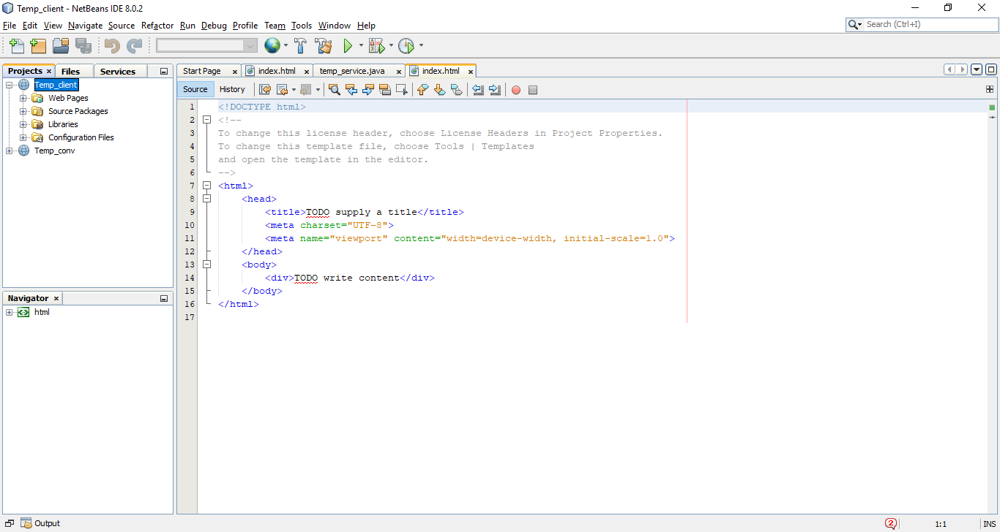 Temp_client - NetBeans IDE 8.0.2
File Edit View Navigate Source Refactor Run Debug Profile Team Tools Window Help
Search (Ctrl+I)
Projects Files Services
Temp_client
Web Pages
Source Packages
Libraries
Configuration Files
Temp_conv
Navigator
html
Start Page index.html temp_service.java index.html
Source History
1 <!DOCTYPE html>
2 <!--
3 To change this license header, choose License Headers in Project Properties.
4 To change this template file, choose Tools | Templates
5 and open the template in the editor.
6 -->
7 <html>
8 <head>
9 <title>TODO supply a title</title>
10 <meta charset="UTF-8">
11 <meta name="viewport" content="width=device-width, initial-scale=1.0">
12 </head>
13 <body>
14 <div>TODO write content</div>
15 </body>
16 </html>
17
Output
2
1:1
INS